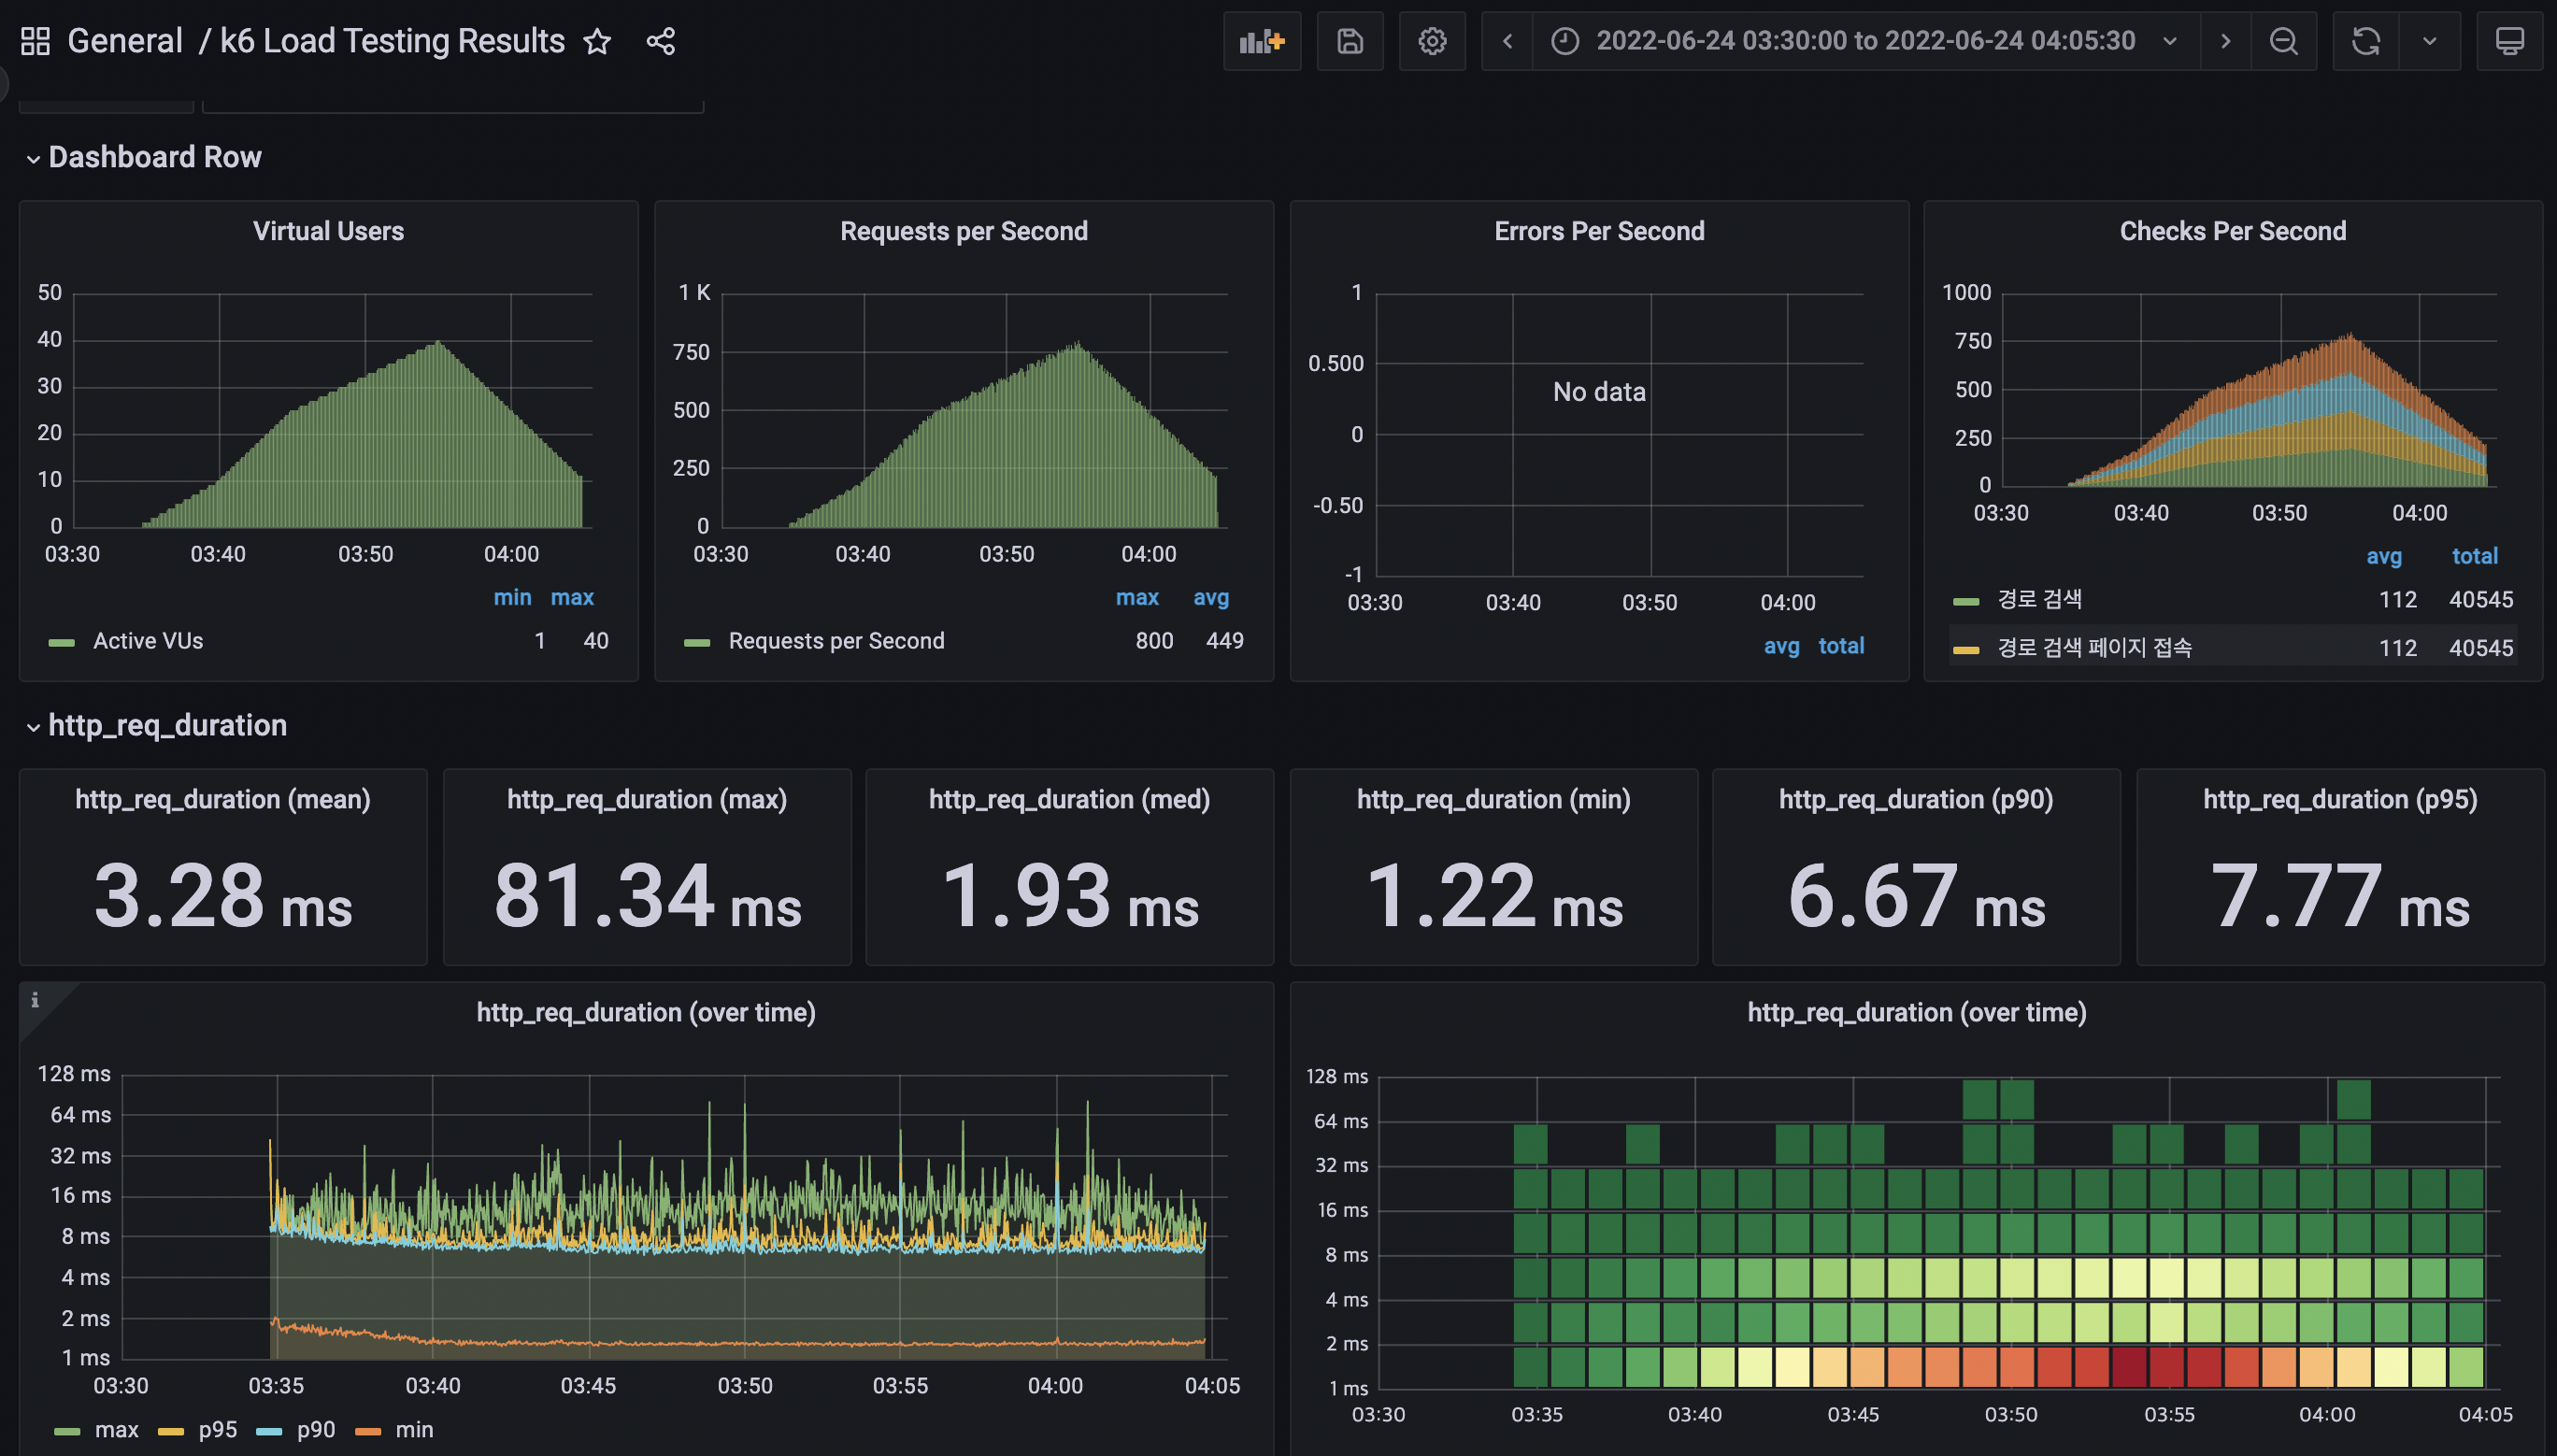 General / k6 Load Testing Results
2022-06-24 03:30:00 to 2022-06-24 04:05:30
Dashboard Row
Virtual Users
50
40
30
20
10
0
03:30 03:40 03:50 04:00
min max
Active VUs 1 40
Requests per Second
1 K
750
500
250
0
03:30 03:40 03:50 04:00
max avg
Requests per Second 800 449
Errors Per Second
1
0.500
0
-0.50
-1
No data
03:30 03:40 03:50 04:00
avg total
Checks Per Second
1000
750
500
250
0
03:30 03:40 03:50 04:00
avg total
경로 검색 112 40545
경로 검색 페이지 접속 112 40545
http_req_duration
http_req_duration (mean)
3.28 ms
http_req_duration (max)
81.34 ms
http_req_duration (med)
1.93 ms
http_req_duration (min)
1.22 ms
http_req_duration (p90)
6.67 ms
http_req_duration (p95)
7.77 ms
i
http_req_duration (over time)
128 ms
64 ms
32 ms
16 ms
8 ms
4 ms
2 ms
1 ms
03:30 03:35 03:40 03:45 03:50 03:55 04:00 04:05
max p95 p90 min
http_req_duration (over time)
128 ms
64 ms
32 ms
16 ms
8 ms
4 ms
2 ms
1 ms
03:30 03:35 03:40 03:45 03:50 03:55 04:00 04:05